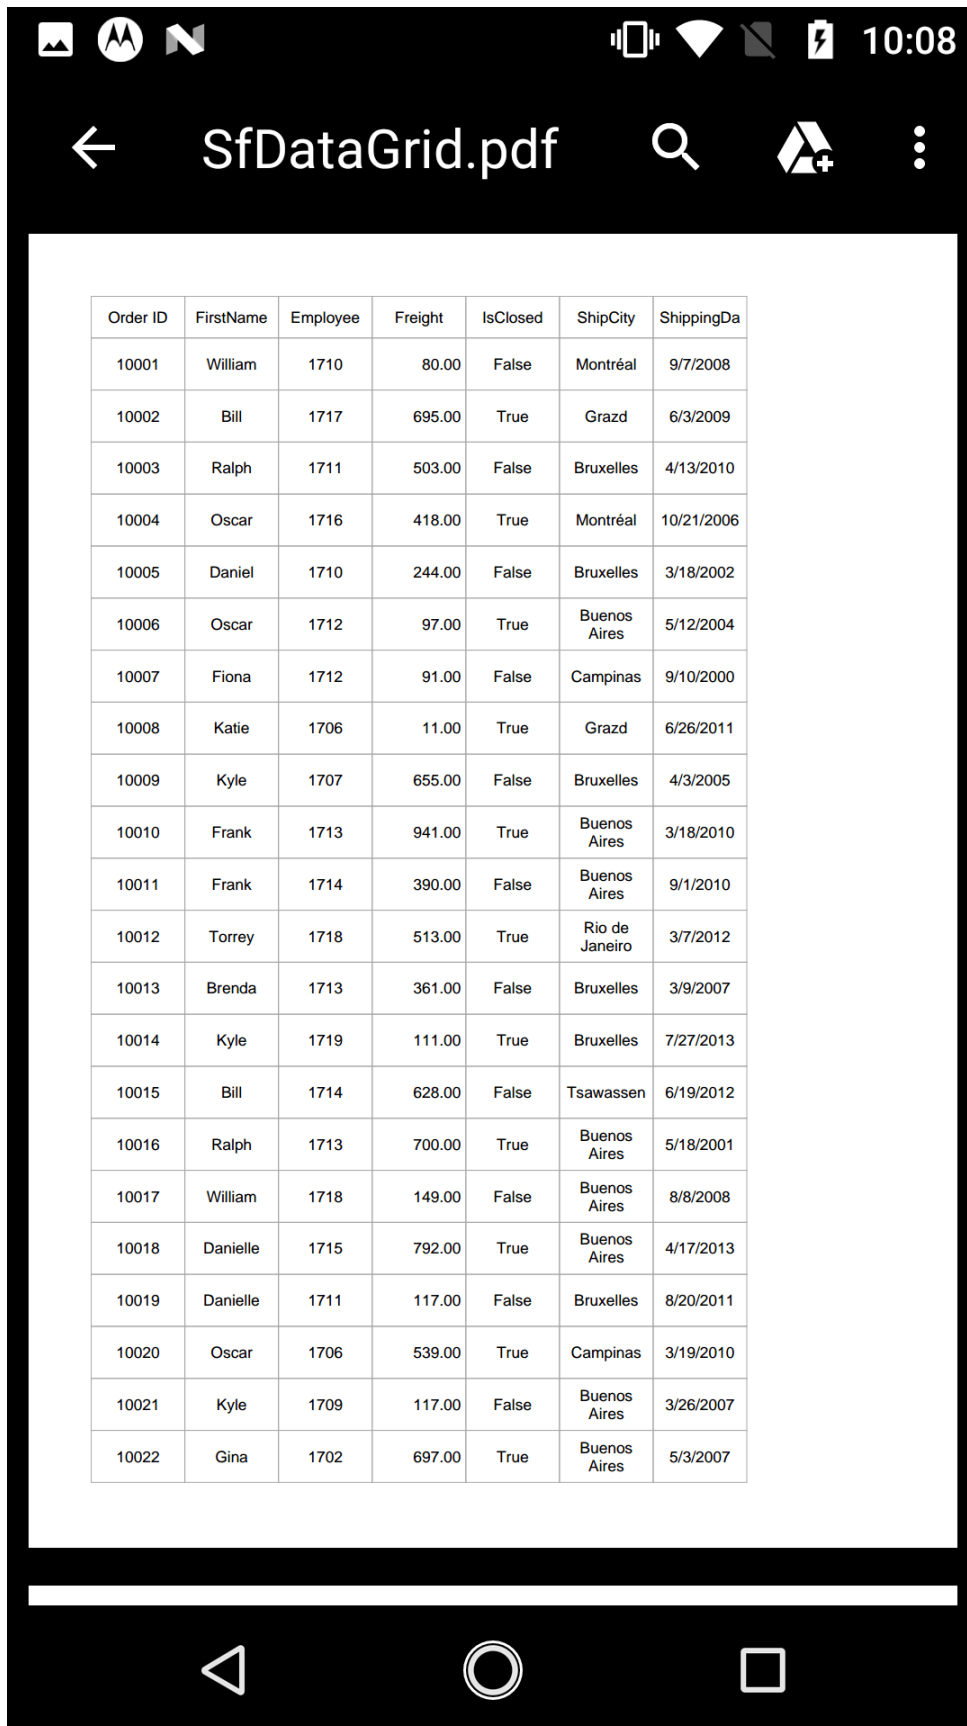 10:08
SfDataGrid.pdf
Order ID FirstName Employee Freight IsClosed ShipCity ShippingDa
10001 William 1710 80.00 False Montréal 9/7/2008
10002 Bill 1717 695.00 True Grazd 6/3/2009
10003 Ralph 1711 503.00 False Bruxelles 4/13/2010
10004 Oscar 1716 418.00 True Montréal 10/21/2006
10005 Daniel 1710 244.00 False Bruxelles 3/18/2002
10006 Oscar 1712 97.00 True Buenos Aires 5/12/2004
10007 Fiona 1712 91.00 False Campinas 9/10/2000
10008 Katie 1706 11.00 True Grazd 6/26/2011
10009 Kyle 1707 655.00 False Bruxelles 4/3/2005
10010 Frank 1713 941.00 True Buenos Aires 3/18/2010
10011 Frank 1714 390.00 False Buenos Aires 9/1/2010
10012 Torrey 1718 513.00 True Rio de Janeiro 3/7/2012
10013 Brenda 1713 361.00 False Bruxelles 3/9/2007
10014 Kyle 1719 111.00 True Bruxelles 7/27/2013
10015 Bill 1714 628.00 False Tsawassen 6/19/2012
10016 Ralph 1713 700.00 True Buenos Aires 5/18/2001
10017 William 1718 149.00 False Buenos Aires 8/8/2008
10018 Danielle 1715 792.00 True Buenos Aires 4/17/2013
10019 Danielle 1711 117.00 False Bruxelles 8/20/2011
10020 Oscar 1706 539.00 True Campinas 3/19/2010
10021 Kyle 1709 117.00 False Buenos Aires 3/26/2007
10022 Gina 1702 697.00 True Buenos Aires 5/3/2007